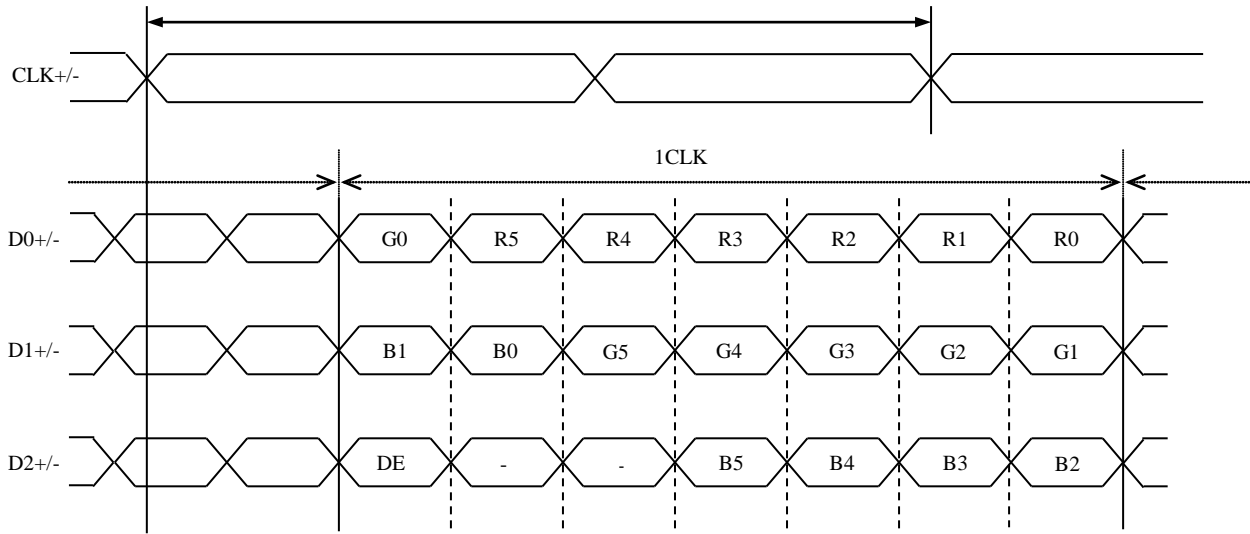 CLK+/-
1CLK
D0+/- G0 R5 R4 R3 R2 R1 R0
D1+/- B1 B0 G5 G4 G3 G2 G1
D2+/- DE - - B5 B4 B3 B2